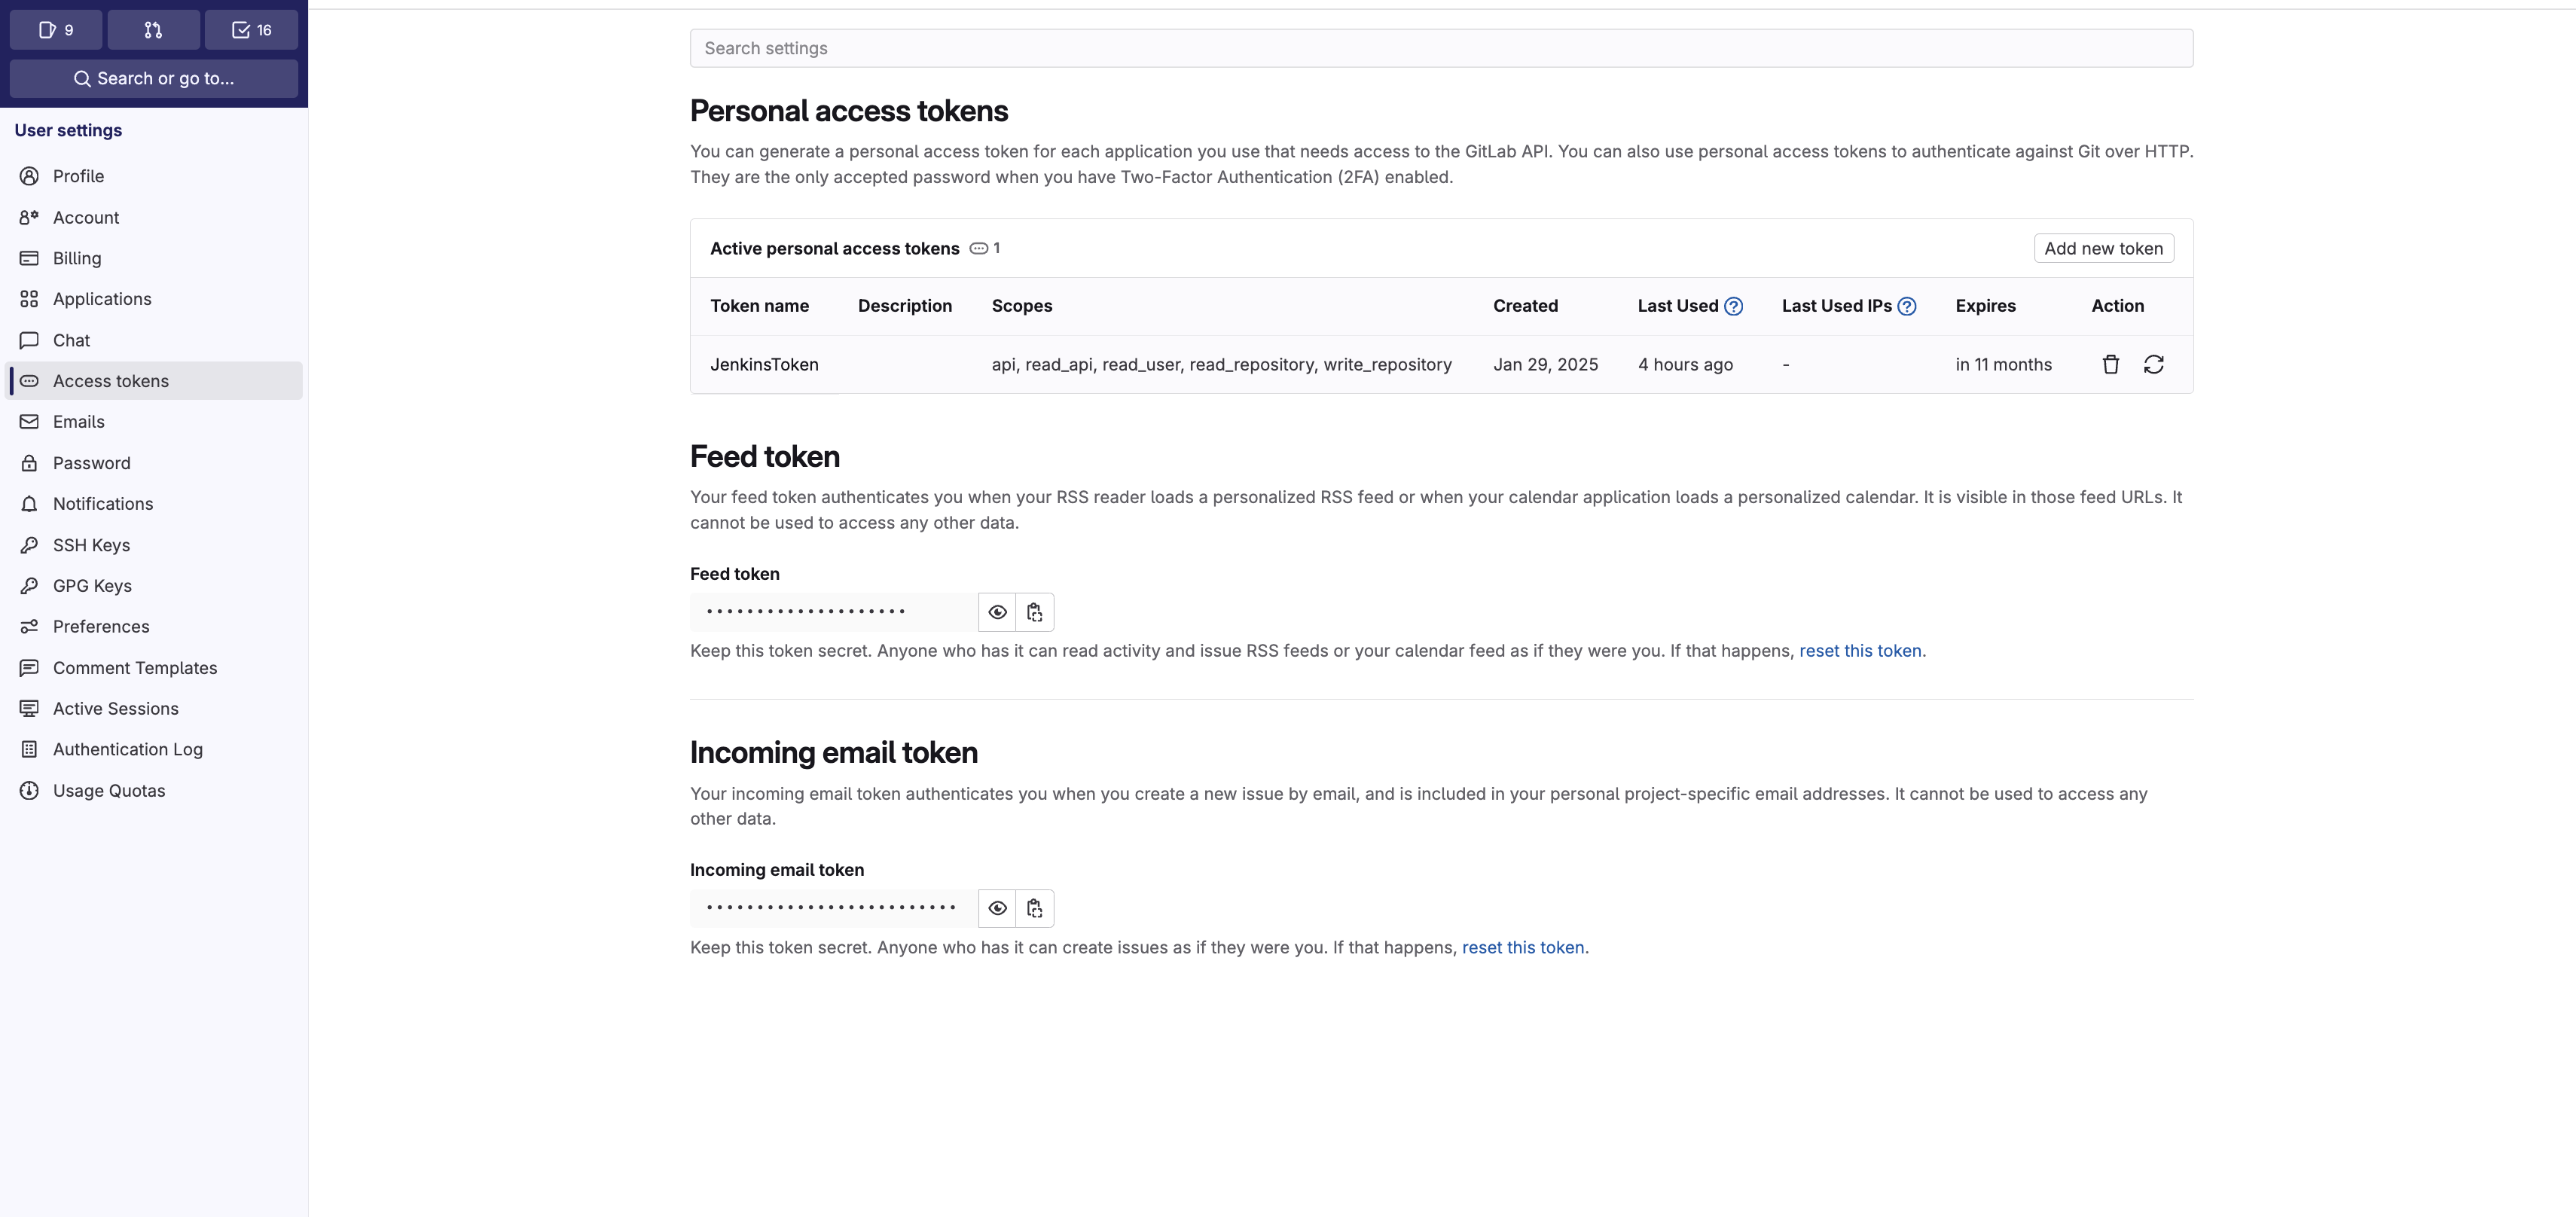 9
16
Search or go to...
User settings
Profile
Account
Billing
Applications
Chat
Access tokens
Emails
Password
Notifications
SSH Keys
GPG Keys
Preferences
Comment Templates
Active Sessions
Authentication Log
Usage Quotas
Search settings
Personal access tokens
You can generate a personal access token for each application you use that needs access to the GitLab API. You can also use personal access tokens to authenticate against Git over HTTP.
They are the only accepted password when you have Two-Factor Authentication (2FA) enabled.
Active personal access tokens 1
Add new token
Token name Description Scopes Created Last Used Last Used IPs Expires Action
JenkinsToken api, read_api, read_user, read_repository, write_repository Jan 29, 2025 4 hours ago - in 11 months
Feed token
Your feed token authenticates you when your RSS reader loads a personalized RSS feed or when your calendar application loads a personalized calendar. It is visible in those feed URLs. It
cannot be used to access any other data.
Feed token
Keep this token secret. Anyone who has it can read activity and issue RSS feeds or your calendar feed as if they were you. If that happens, reset this token.
Incoming email token
Your incoming email token authenticates you when you create a new issue by email, and is included in your personal project-specific email addresses. It cannot be used to access any
other data.
Incoming email token
Keep this token secret. Anyone who has it can create issues as if they were you. If that happens, reset this token.